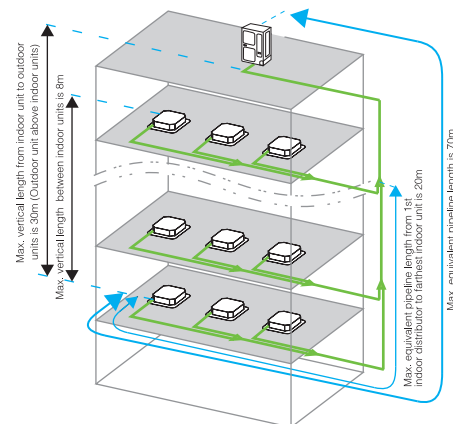 Max. vertical length from indoor unit to outdoor
units is 30m (Outdoor unit above indoor units)
Max. vertical length between indoor units is 8m
Max. equivalent pipeline length from 1st
indoor distributor to farthest indoor unit is 20m
Max. equivalent pipeline length is 70m